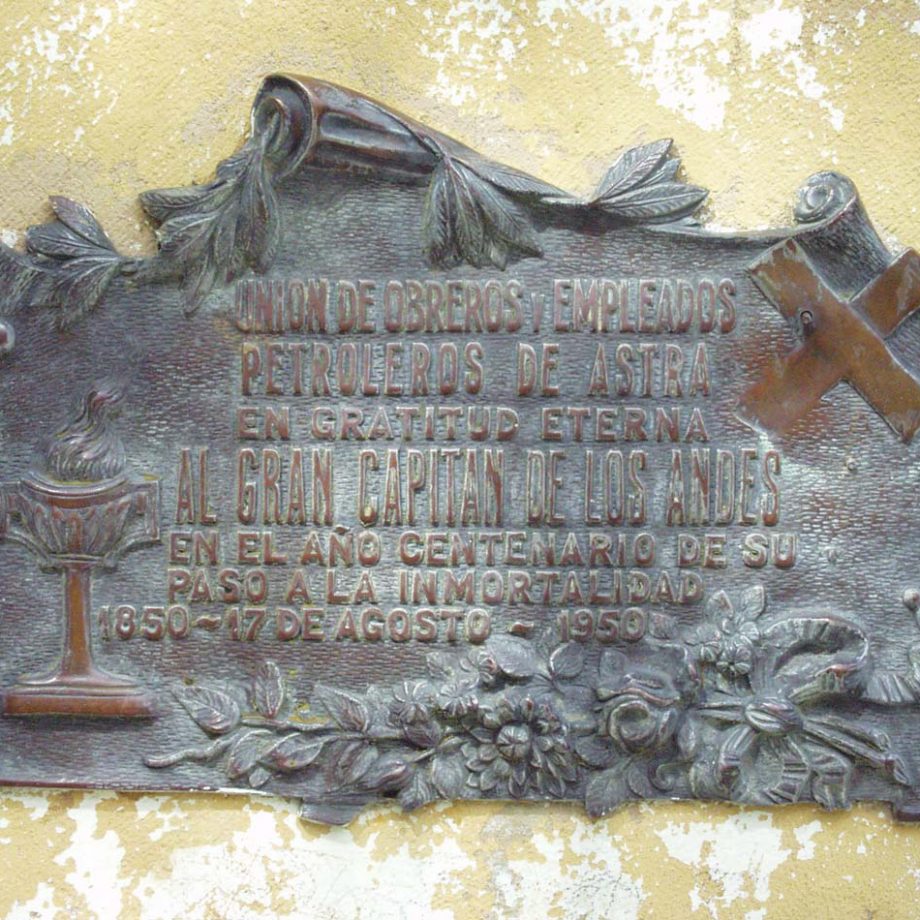 UNION DE OBREROS Y EMPLEADOS
PETROLEROS DE ASTRA
EN GRATITUD ETERNA
AL GRAN CAPITAN DE LOS ANDES
EN EL AÑO CENTENARIO DE SU
PASO A LA INMORTALIDAD
1850~17 DE AGOSTO ~ 1950